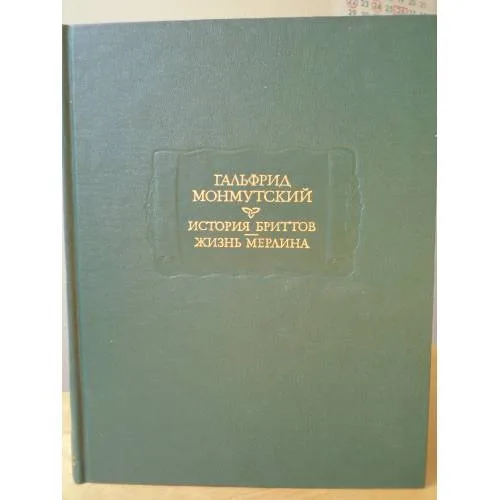 ГАЛЬФРИД
МОНМУТСКИЙ
ИСТОРИЯ БРИТТОВ
ЖИЗНЬ МЕРЛИНА